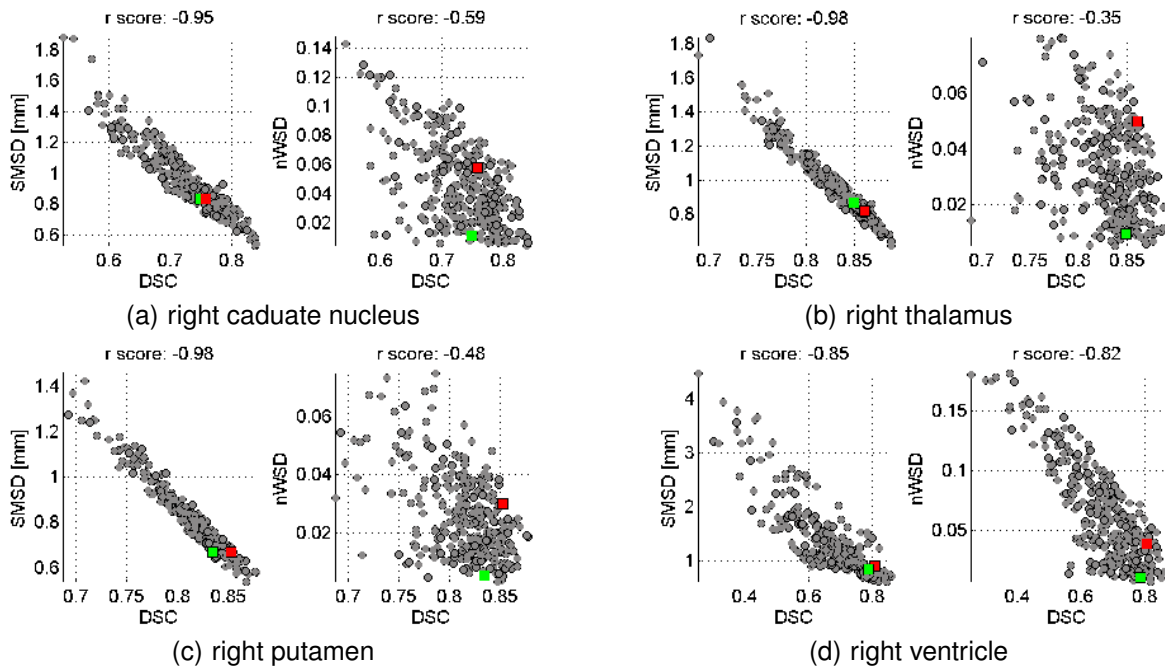 r score: -0.95
SMSD [mm]
1.8
1.6
1.4
1.2
1
0.8
0.6
0.6 0.7 0.8
DSC
r score: -0.59
nWSD
0.14
0.12
0.1
0.08
0.06
0.04
0.02
0.6 0.7 0.8
DSC
(a) right caduate nucleus
r score: -0.98
SMSD [mm]
1.8
1.6
1.4
1.2
1
0.8
0.7 0.75 0.8 0.85
DSC
r score: -0.35
nWSD
0.06
0.04
0.02
0.7 0.75 0.8 0.85
DSC
(b) right thalamus
r score: -0.98
SMSD [mm]
1.4
1.2
1
0.8
0.6
0.7 0.75 0.8 0.85
DSC
r score: -0.48
nWSD
0.06
0.04
0.02
0.7 0.75 0.8 0.85
DSC
(c) right putamen
r score: -0.85
SMSD [mm]
4
3
2
1
0.4 0.6 0.8
DSC
r score: -0.82
nWSD
0.15
0.1
0.05
0.4 0.6 0.8
DSC
(d) right ventricle